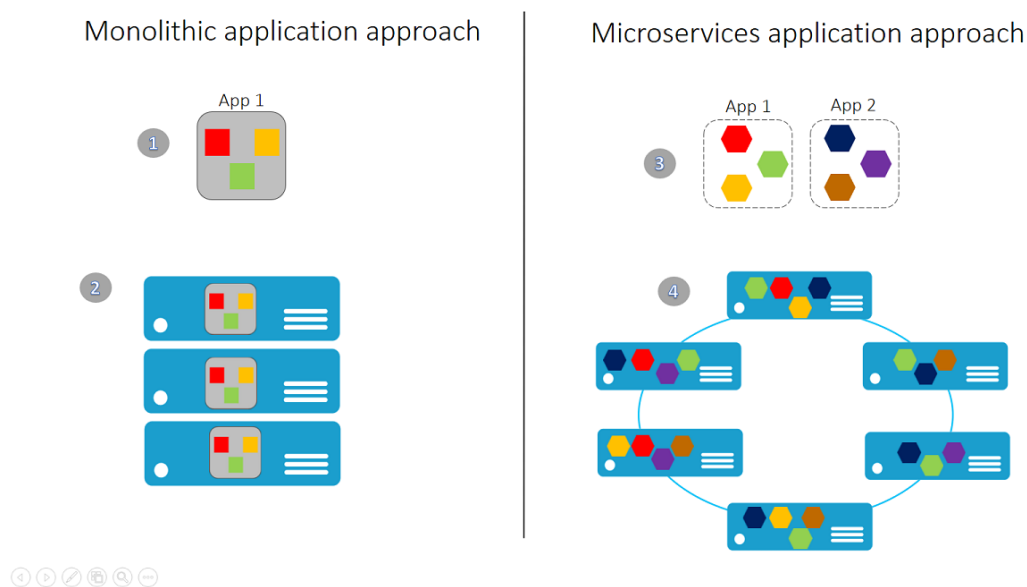 Monolithic application approach
Microservices application approach
App 1
1
2
App 1
App 2
3
4